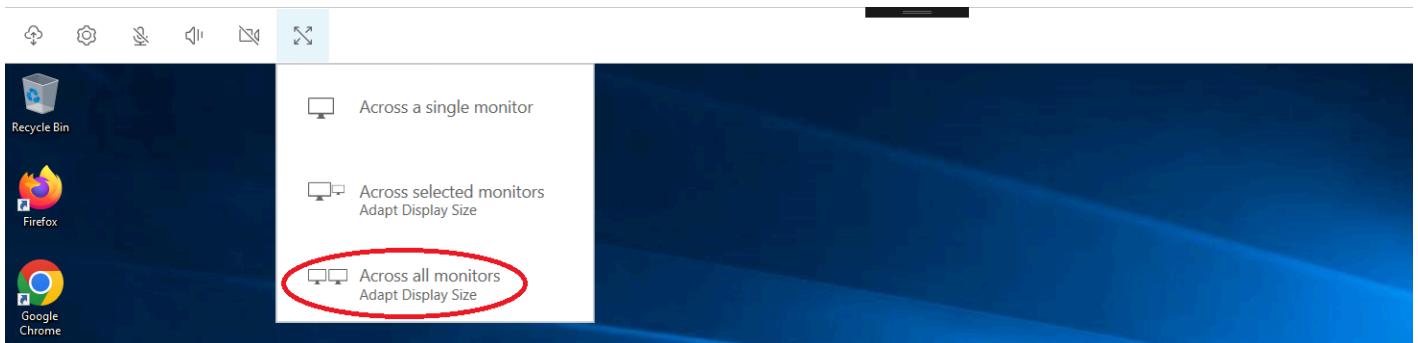 Across a single monitor
Recycle Bin
Across selected monitors
Adapt Display Size
Firefox
Across all monitors
Adapt Display Size
Google
Chrome